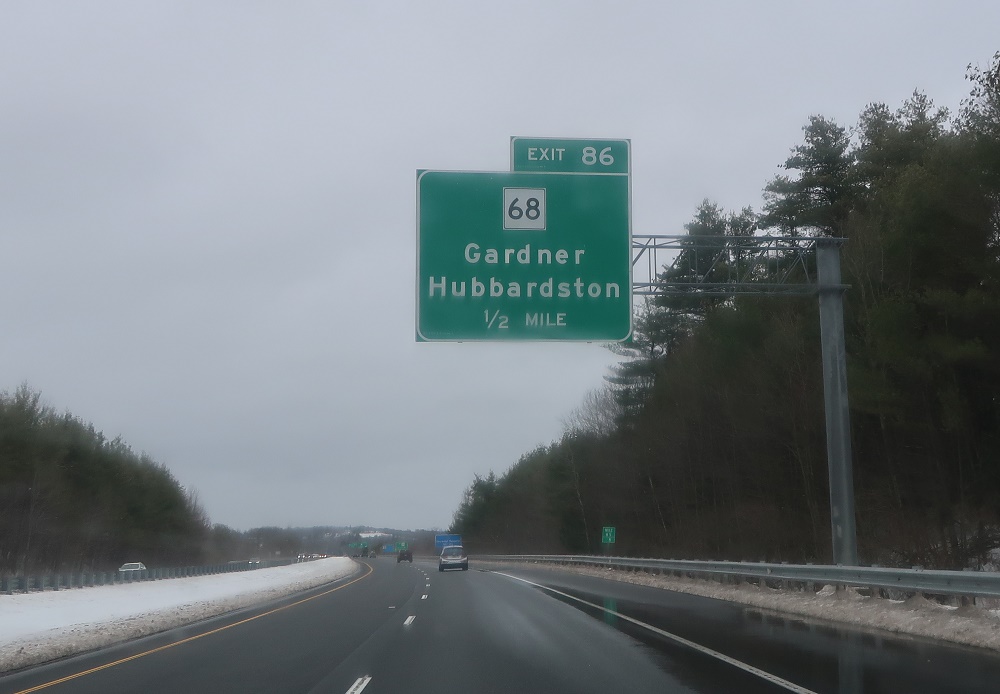 EXIT 86
68
Gardner
Hubbardston
1/2 MILE